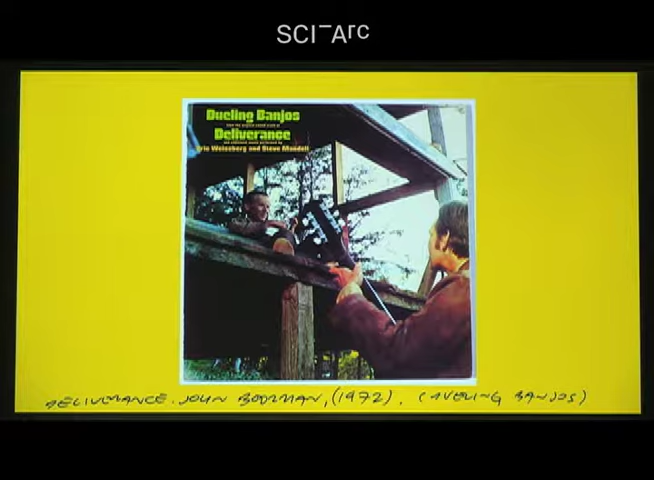 SCI-Arc
Dueling Banjos
Deliverance
Eric Weissberg and Steve Mandell
DELIVERANCE. JOHN BOORMAN, (1972). (DUELING BANJOS)